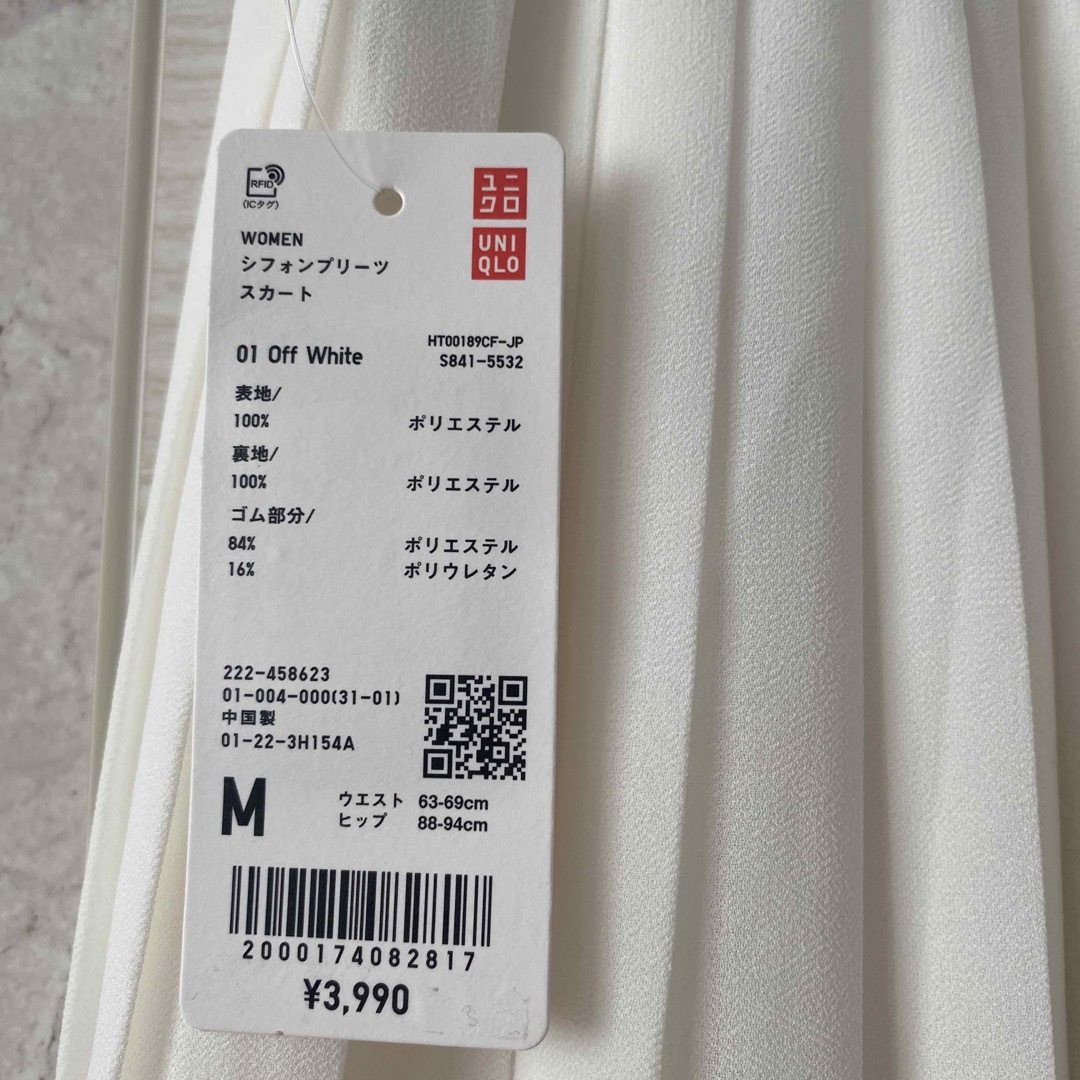 RFID
(ICタグ)
ユニ
クロ
UNI
QLO
WOMEN
シフォンプリーツ
スカート
HT00189CF-JP
01 Off White
S841-5532
表地/
100% ポリエステル
裏地/
100% ポリエステル
ゴム部分/
84% ポリエステル
16% ポリウレタン
222-458623
01-004-000(31-01)
中国製
01-22-3H154A
M
ウエスト 63-69cm
ヒップ 88-94cm
2000174082817
¥3,990